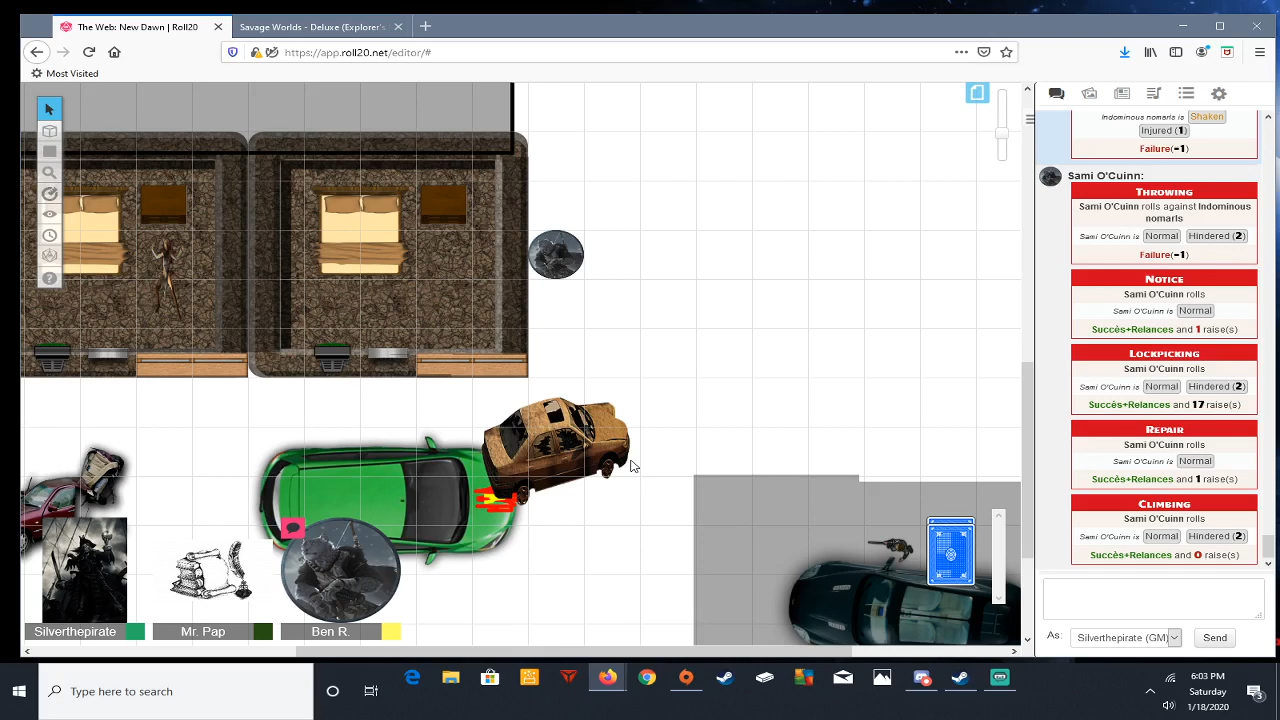 The Web: New Dawn | Roll20
Savage Worlds - Deluxe (Explorer's
https://app.roll20.net/editor/#
Most Visited
Indominous nomarls is Shaken
Injured (1)
Failure(-1)
Sami O'Cuinn:
THROWING
Sami O'Cuinn rolls against Indominous
nomarls
Sami O'Cuinn is Normal Hindered (2)
Failure(-1)
NOTICE
Sami O'Cuinn rolls
Sami O'Cuinn is Normal
Succès+Relances and 1 raise(s)
LOCKPICKING
Sami O'Cuinn rolls
Sami O'Cuinn is Normal Hindered (2)
Succès+Relances and 17 raise(s)
REPAIR
Sami O'Cuinn rolls
Sami O'Cuinn is Normal
Succès+Relances and 1 raise(s)
CLIMBING
Sami O'Cuinn rolls
Sami O'Cuinn is Normal Hindered (2)
Succès+Relances and 0 raise(s)
Silverthepirate
Mr. Pap
Ben R.
As:
Silverthepirate (GM)
Send
Type here to search
6:03 PM
Saturday
1/18/2020
3